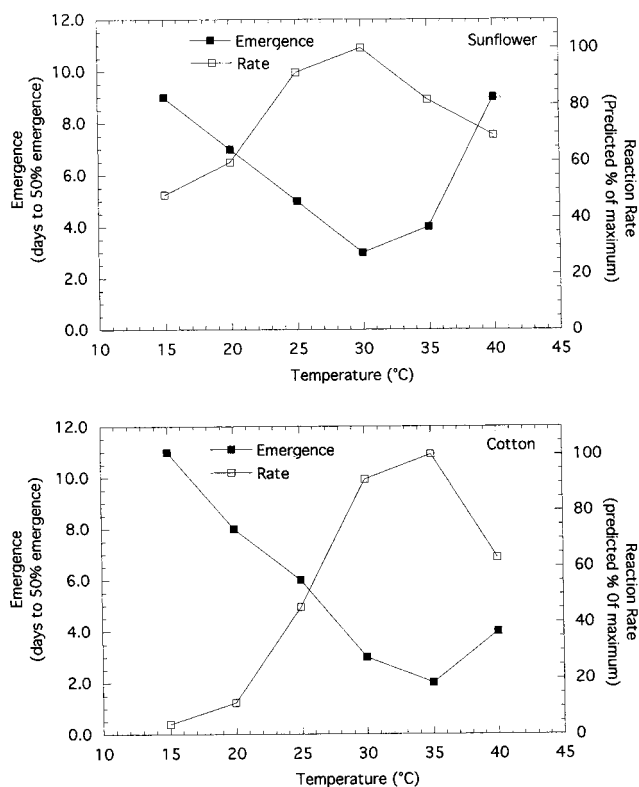 12.0
10.0
8.0
6.0
4.0
2.0
0.0
Emergence
(days to 50% emergence)
Emergence
Rate
Sunflower
100
80
60
40
20
0
Reaction Rate
(Predicted % of maximum)
10 15 20 25 30 35 40 45
Temperature (°C)
12.0
10.0
8.0
6.0
4.0
2.0
0.0
Emergence
(days to 50% emergence)
Emergence
Rate
Cotton
100
80
60
40
20
0
Reaction Rate
(predicted % 0f maximum)
10 15 20 25 30 35 40 45
Temperature (°C)